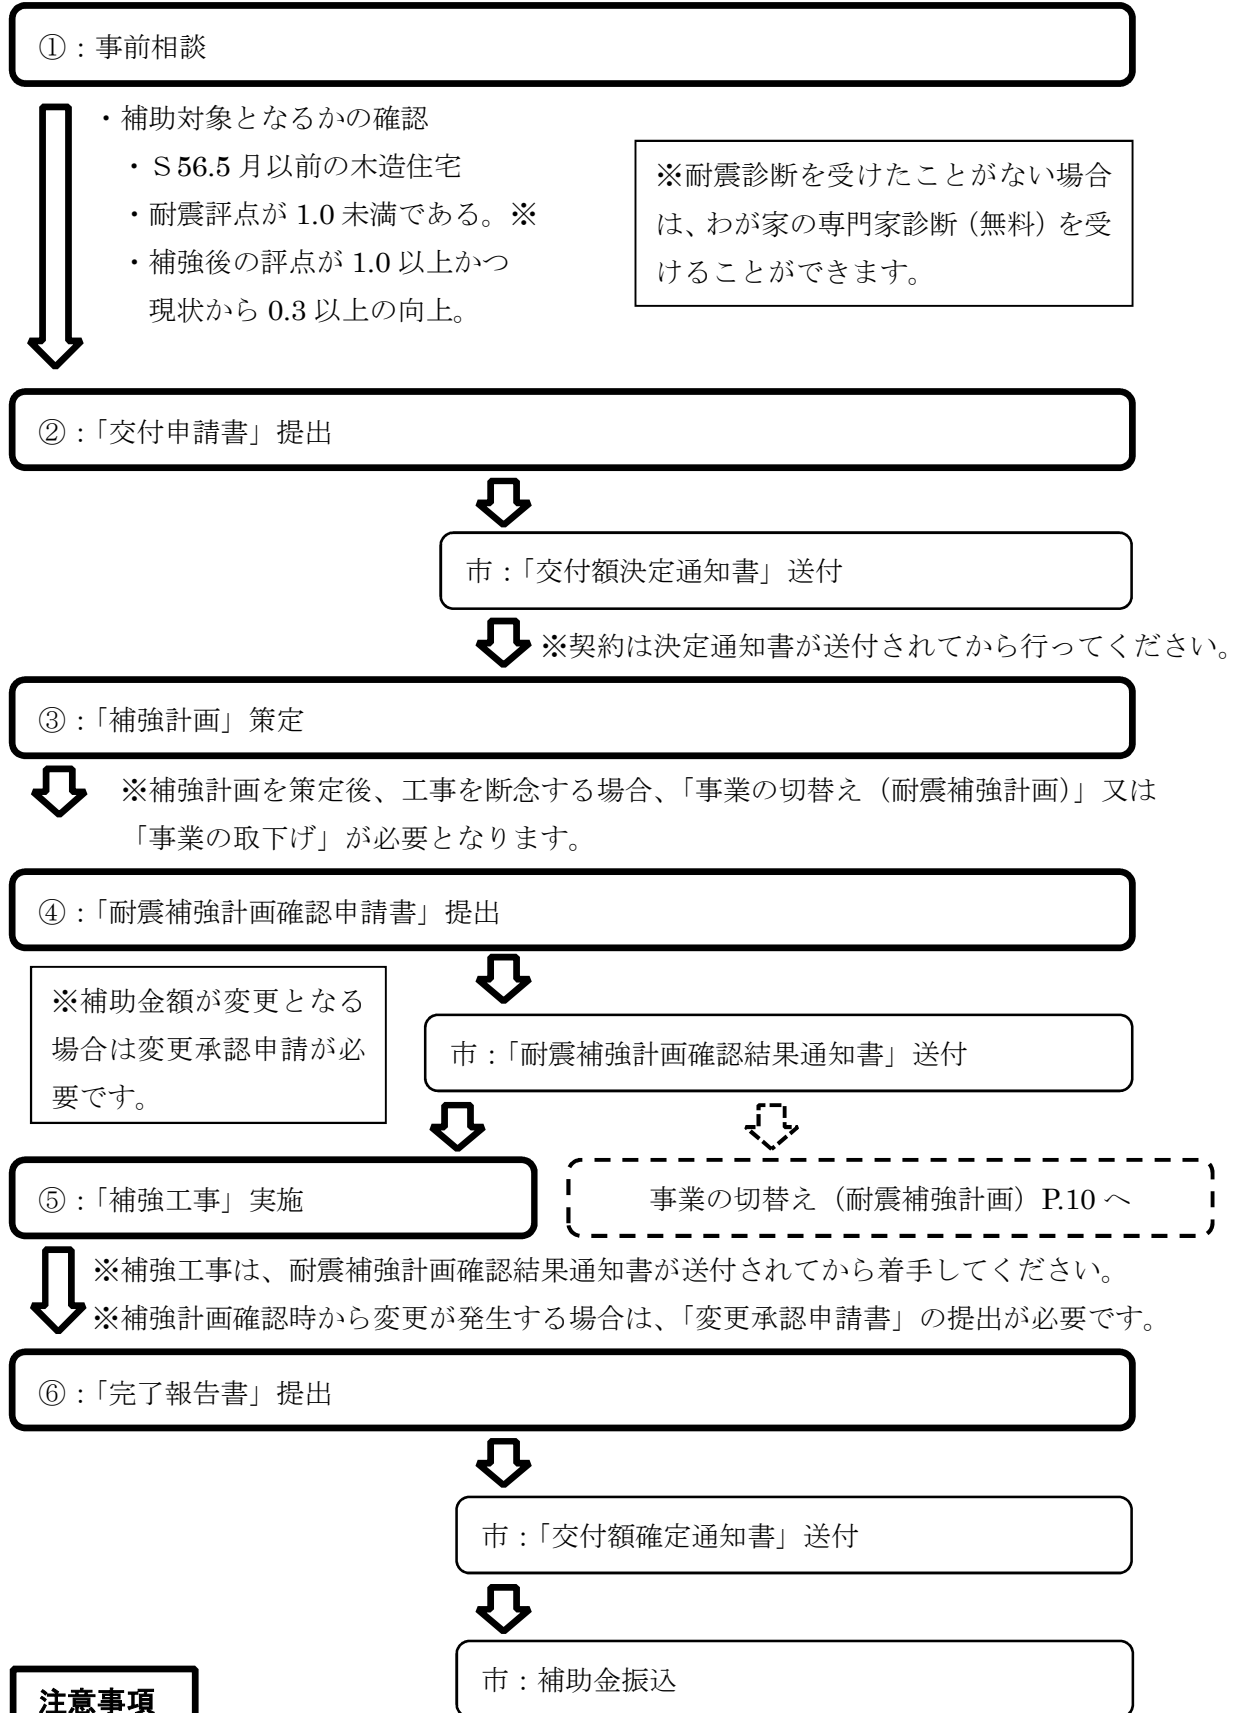 ①：事前相談
・補助対象となるかの確認
・Ｓ56.5 月以前の木造住宅
・耐震評点が 1.0 未満である。※
・補強後の評点が 1.0 以上かつ
現状から 0.3 以上の向上。
※耐震診断を受けたことがない場合
は、わが家の専門家診断（無料）を受
けることができます。
②：「交付申請書」提出
市：「交付額決定通知書」送付
※契約は決定通知書が送付されてから行ってください。
③：「補強計画」策定
※補強計画を策定後、工事を断念する場合、「事業の切替え（耐震補強計画）」又は
「事業の取下げ」が必要となります。
④：「耐震補強計画確認申請書」提出
※補助金額が変更となる
場合は変更承認申請が必
要です。
市：「耐震補強計画確認結果通知書」送付
⑤：「補強工事」実施
事業の切替え（耐震補強計画）P.10 へ
※補強工事は、耐震補強計画確認結果通知書が送付されてから着手してください。
※補強計画確認時から変更が発生する場合は、「変更承認申請書」の提出が必要です。
⑥：「完了報告書」提出
市：「交付額確定通知書」送付
市：補助金振込
注意事項